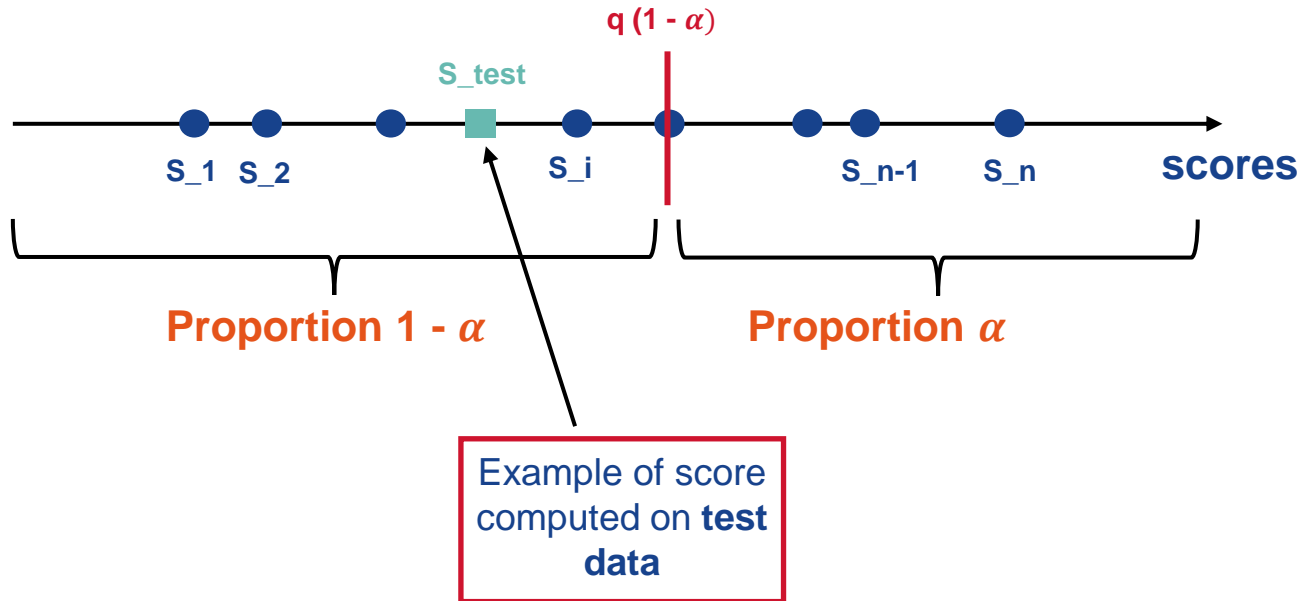 q (1 - 𝜶)
S_test
S_1
S_2
S_i
S_n-1
S_n
scores
Proportion 1 - 𝜶
Proportion 𝜶
Example of score
computed on test
data